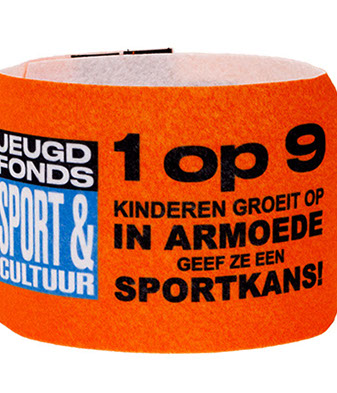 JEUGD
FONDS
SPORT &
CULTUUR
1 op 9
KINDEREN GROEIT OP
IN ARMOEDE
GEEF ZE EEN
SPORTKANS!